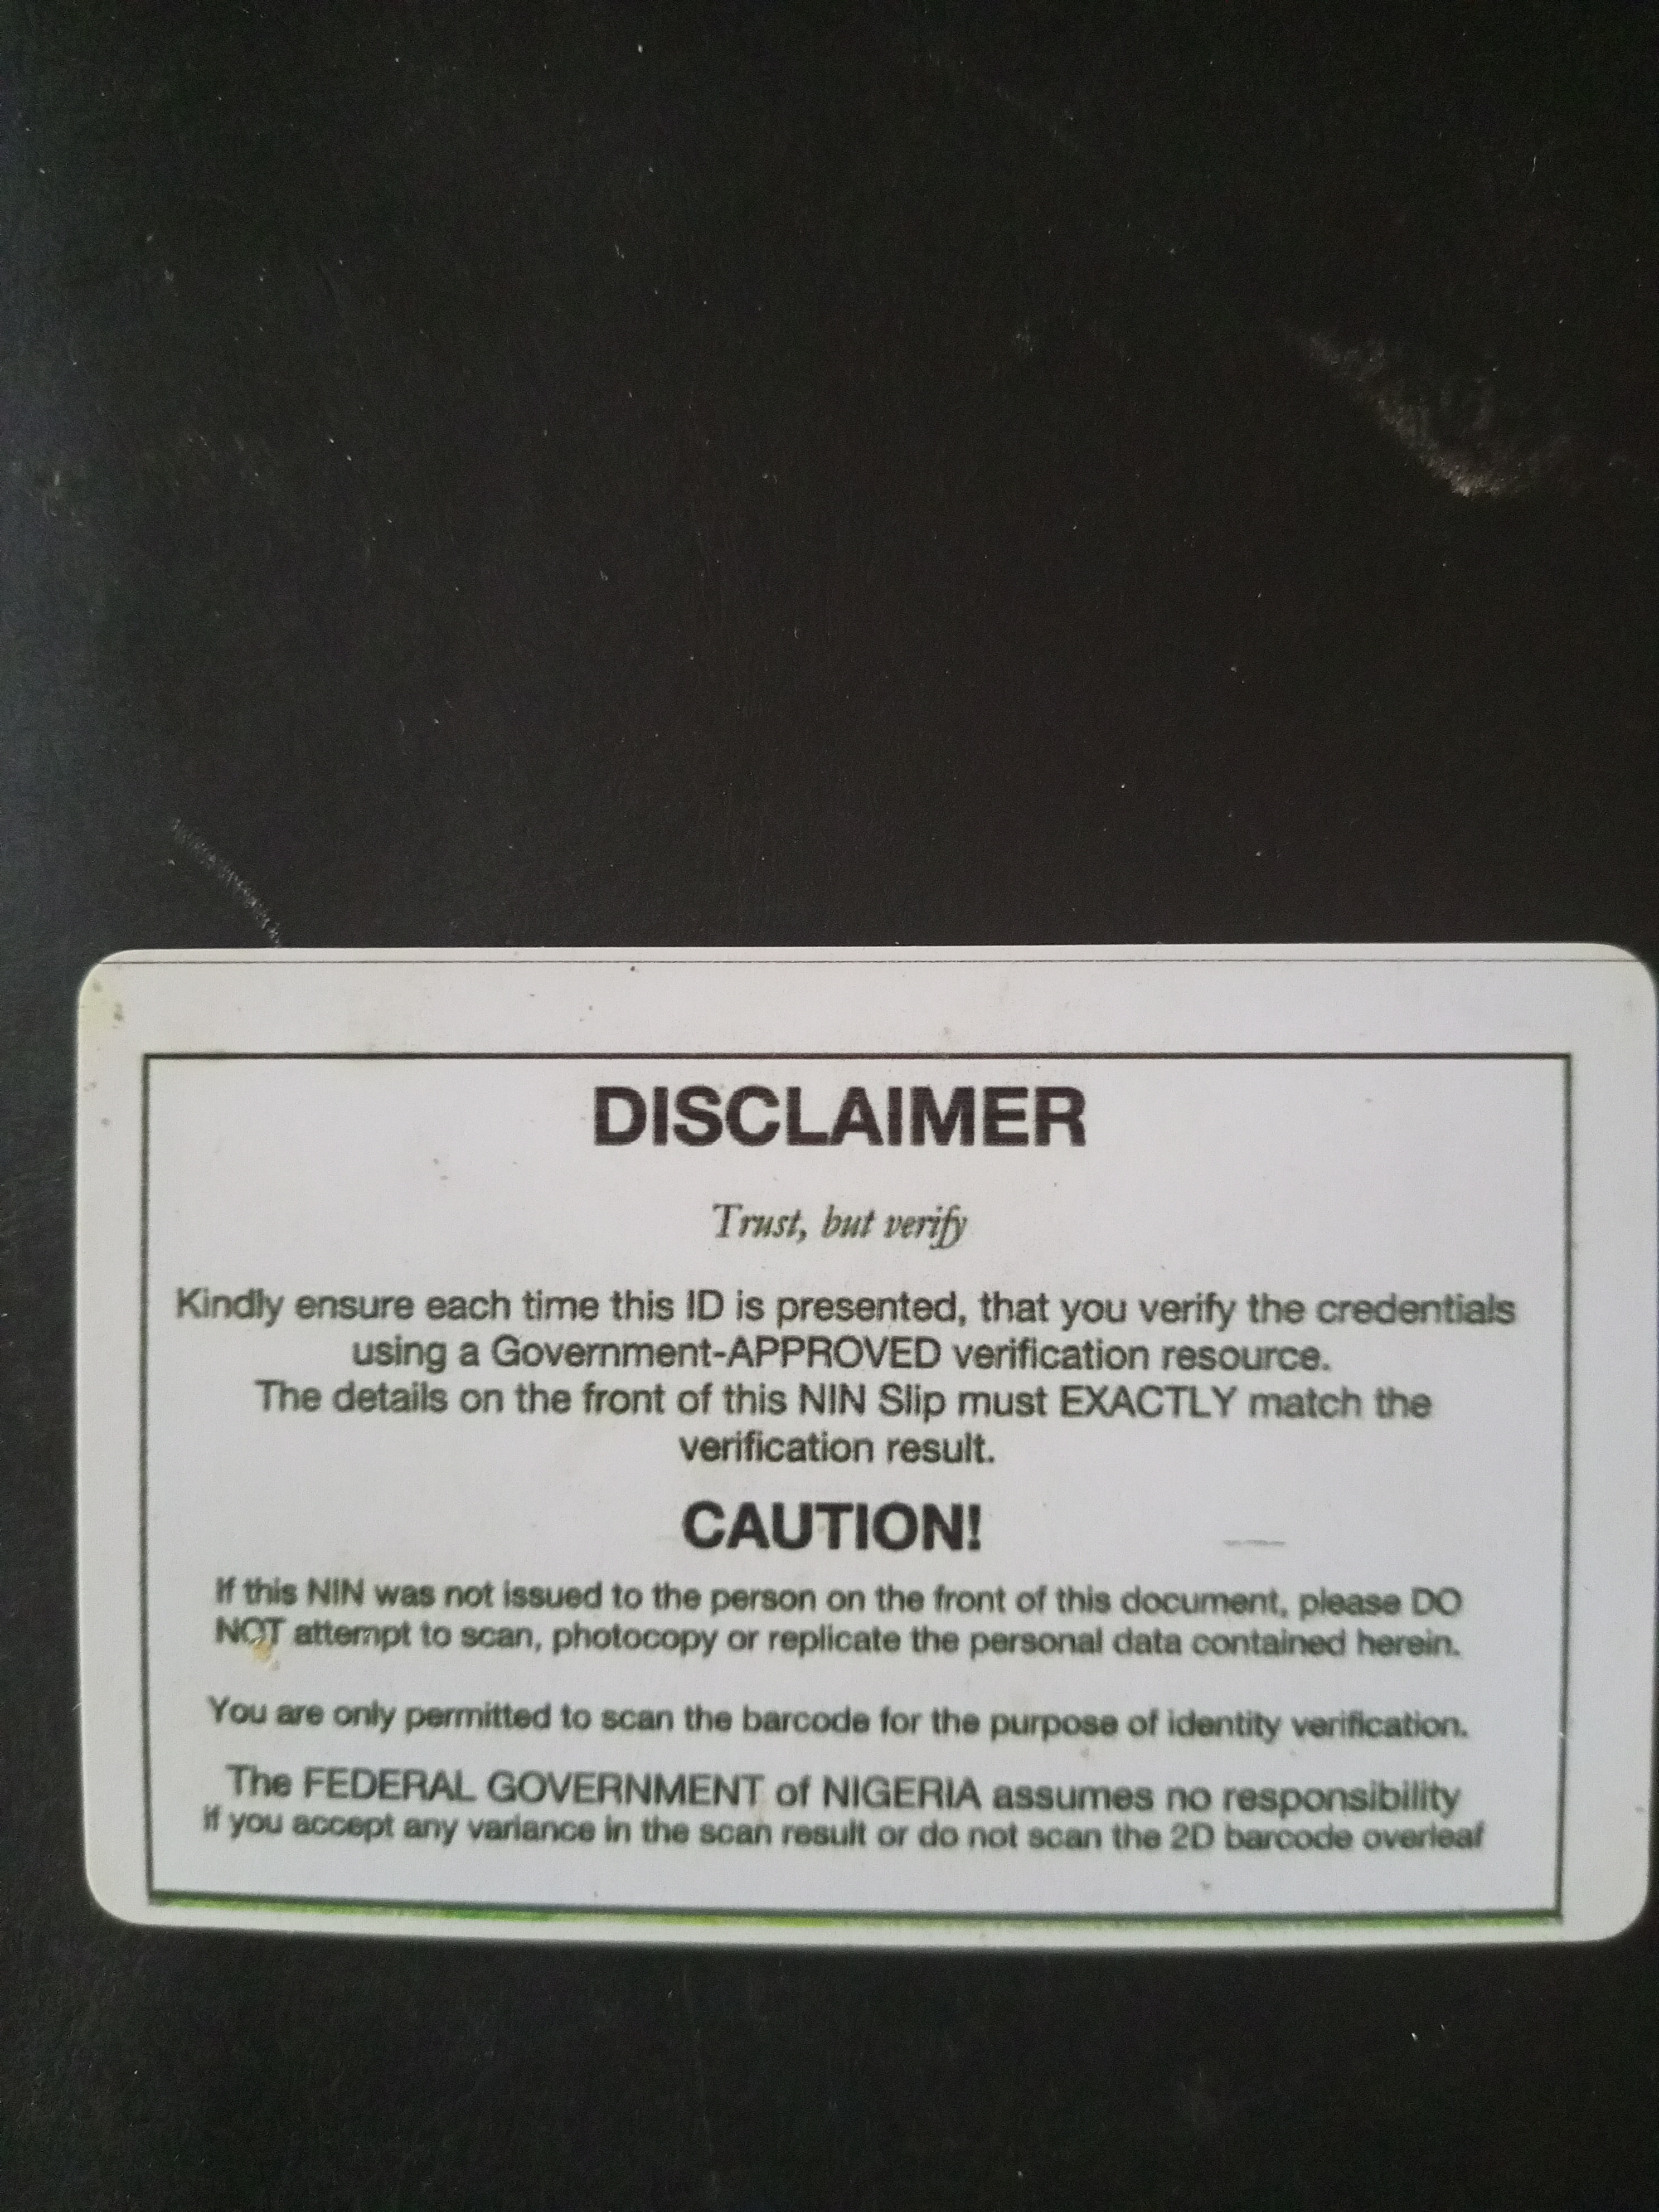 DISCLAIMER
Trust, but verify
Kindly ensure each time this ID is presented, that you verify the credentials
using a Government-APPROVED verification resource.
The details on the front of this NIN Slip must EXACTLY match the
verification result.
CAUTION!
If this NIN was not issued to the person on the front of this document, please DO
NOT attempt to scan, photocopy or replicate the personal data contained herein.
You are only permitted to scan the barcode for the purpose of identity verification.
The FEDERAL GOVERNMENT of NIGERIA assumes no responsibility
if you accept any variance in the scan result or do not scan the 2D barcode overleaf